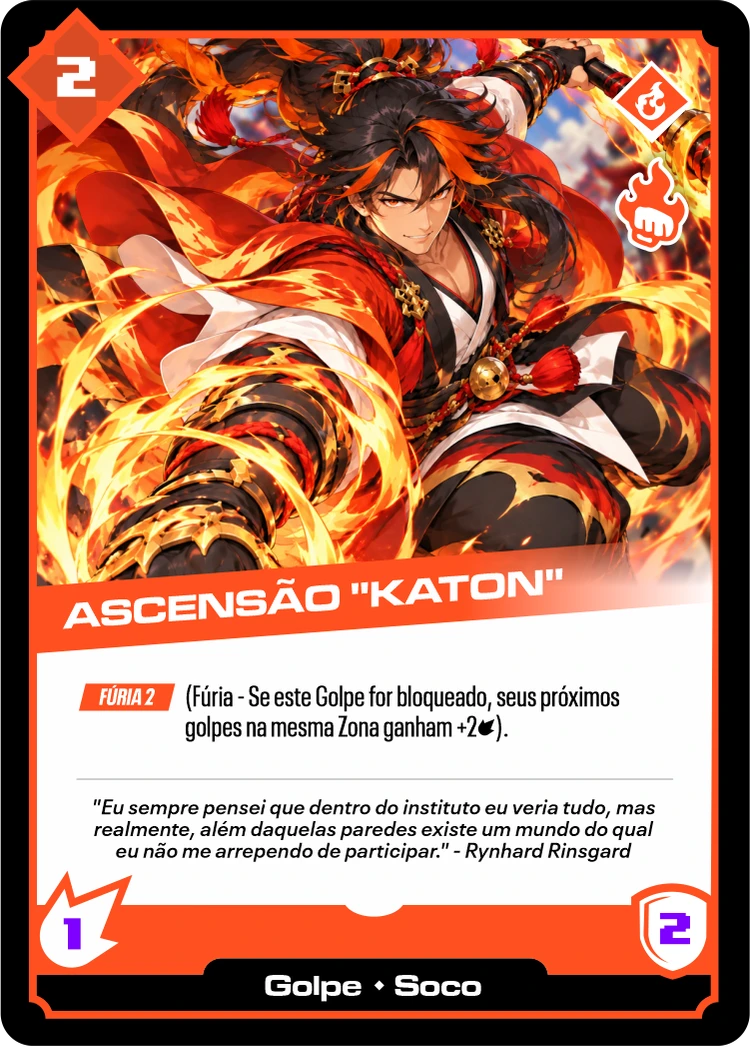 2
ASCENSÃO "KATON"
FÚRIA 2 (Fúria - Se este Golpe for bloqueado, seus próximos
golpes na mesma Zona ganham +2).
"Eu sempre pensei que dentro do instituto eu veria tudo, mas
realmente, além daquelas paredes existe um mundo do qual
eu não me arrependo de participar." - Rynhard Rinsgard
1
2
Golpe • Soco